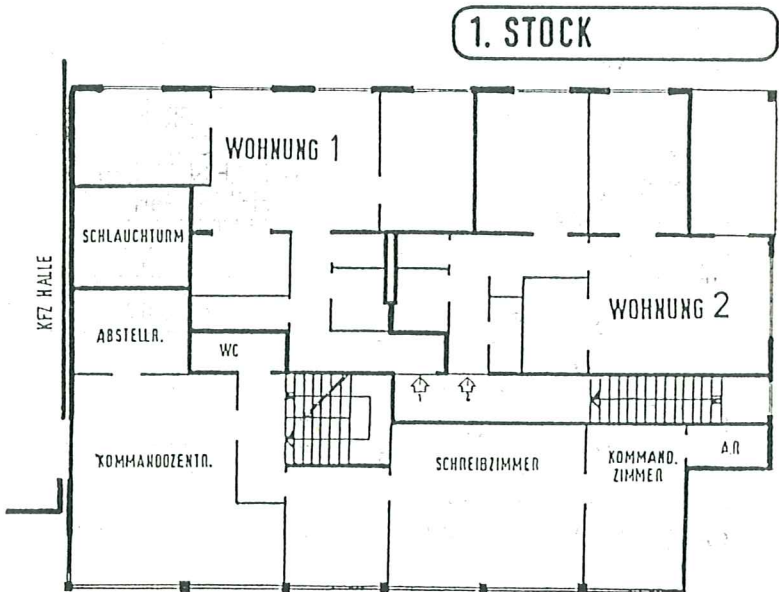 1. STOCK
WOHNUNG 1
SCHLAUCHTURM
KFZ HALLE
WOHNUNG 2
ABSTELLR.
WC
KOMMANDOZENTR.
SCHREIBZIMMER
KOMMAND.
ZIMMER
A.R